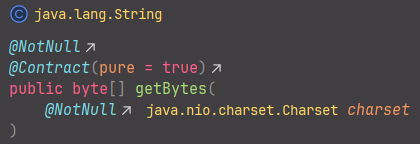 © java.lang.String
@NotNull↗
@Contract(pure = true)↗
public byte[] getBytes(
    @NotNull↗ java.nio.charset.Charset charset
)